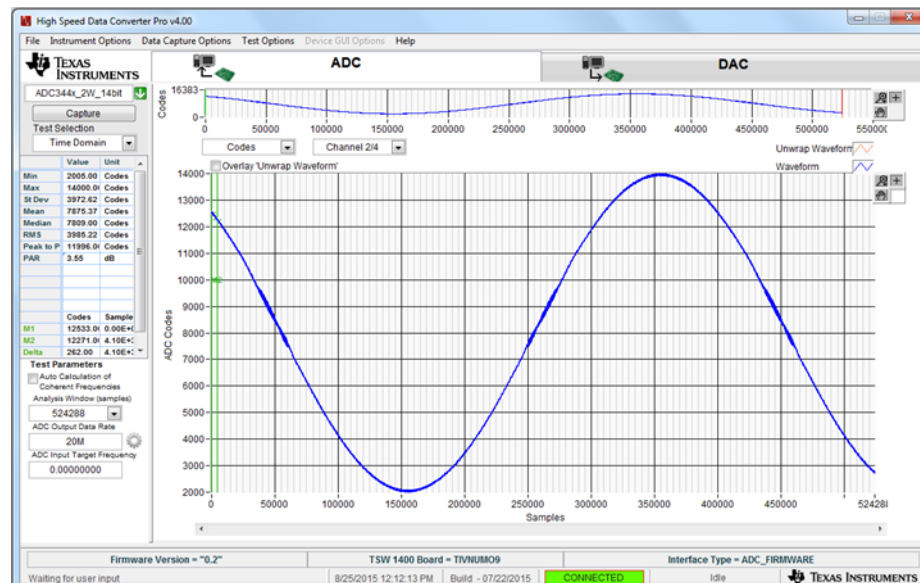 High Speed Data Converter Pro v4.00
File Instrument Options Data Capture Options Test Options Device GUI Options Help
TEXAS INSTRUMENTS
ADC
DAC
ADC344x_2W_14bit
Capture
Test Selection
Time Domain
Value Unit
Min 2005.00 Codes
Max 14000.0 Codes
St Dev 3972.62 Codes
Mean 7875.37 Codes
Median 7809.00 Codes
RMS 3985.22 Codes
Peak to P 11996.0 Codes
PAR 3.55 dB
Codes Sample
M1 12533.0 0.00E+
M2 12271.0 4.10E+
Delta 262.00 4.10E+
Test Parameters
Auto Calculation of
Coherent Frequencies
Analysis Window (samples)
524288
ADC Output Data Rate
20M
ADC Input Target Frequency
0.00000000
Codes
16383
0
0 50000 100000 150000 200000 250000 300000 350000 400000 450000 500000 550000
Codes Channel 2/4
Unwrap Waveform
Overlay 'Unwrap Waveform'
Waveform
ADC Codes
14000
13000
12000
11000
10000
9000
8000
7000
6000
5000
4000
3000
2000
0 50000 100000 150000 200000 250000 300000 350000 400000 450000 524288
Samples
Firmware Version = "0.2" TSW 1400 Board = TIVNUMO9 Interface Type = ADC_FIRMWARE
Waiting for user input 8/25/2015 12:12:13 PM Build - 07/22/2015 CONNECTED Idle TEXAS INSTRUMENTS